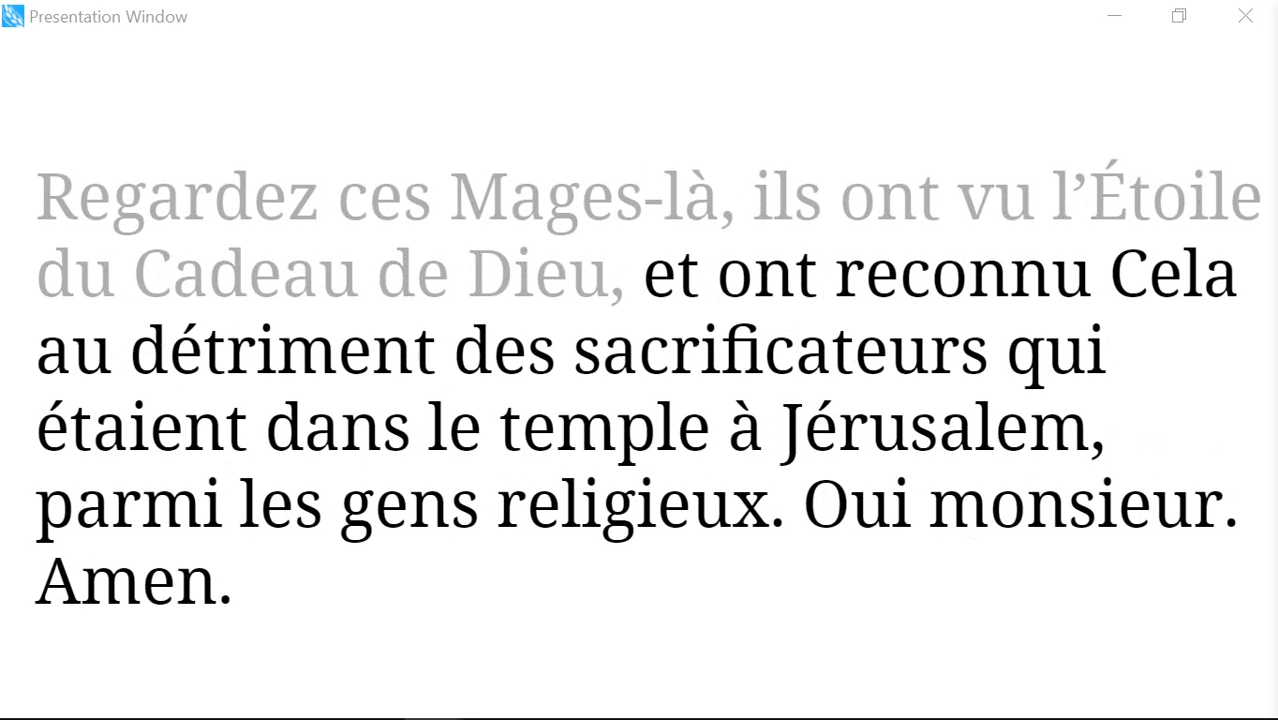 Presentation Window
Regardez ces Mages-là, ils ont vu l’Étoile
du Cadeau de Dieu, et ont reconnu Cela
au détriment des sacrificateurs qui
étaient dans le temple à Jérusalem,
parmi les gens religieux. Oui monsieur.
Amen.